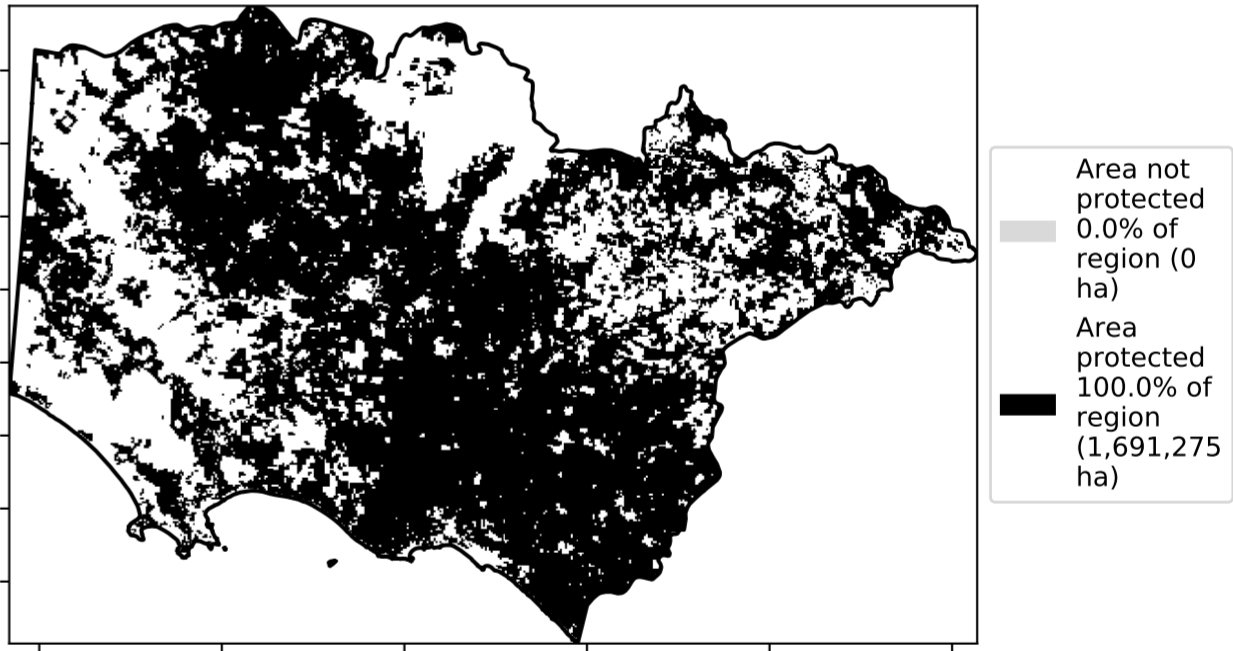 Area not
protected
0.0% of
region (0
ha)
Area
protected
100.0% of
region
(1,691,275
ha)